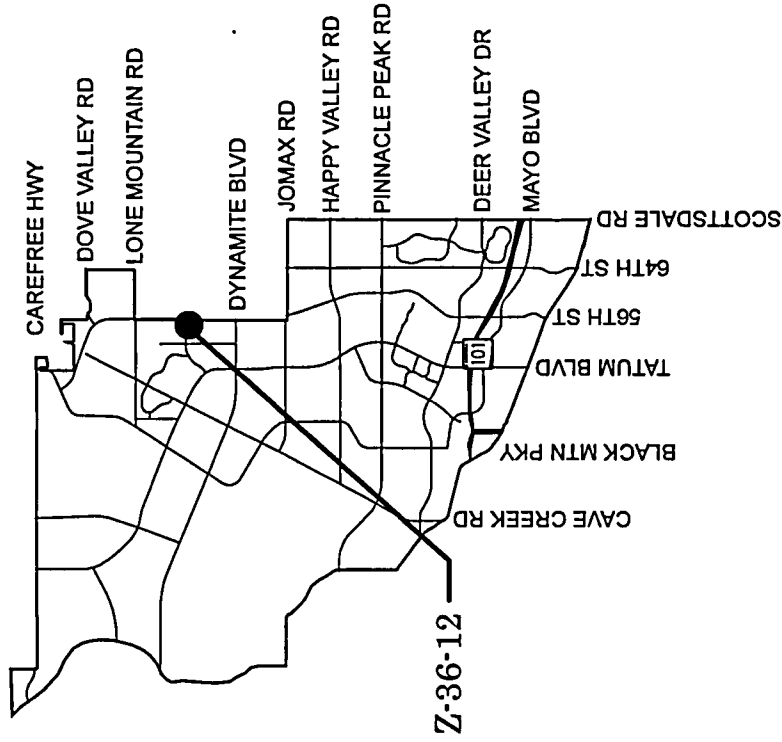 CAREFREE HWY
DOVE VALLEY RD
LONE MOUNTAIN RD
DYNAMITE BLVD
JOMAX RD
HAPPY VALLEY RD
PINNACLE PEAK RD
DEER VALLEY DR
MAYO BLVD
SCOTTSDALE RD
64TH ST
56TH ST
101
TATUM BLVD
BLACK MTN PKY
CAVE CREEK RD
Z-36-12